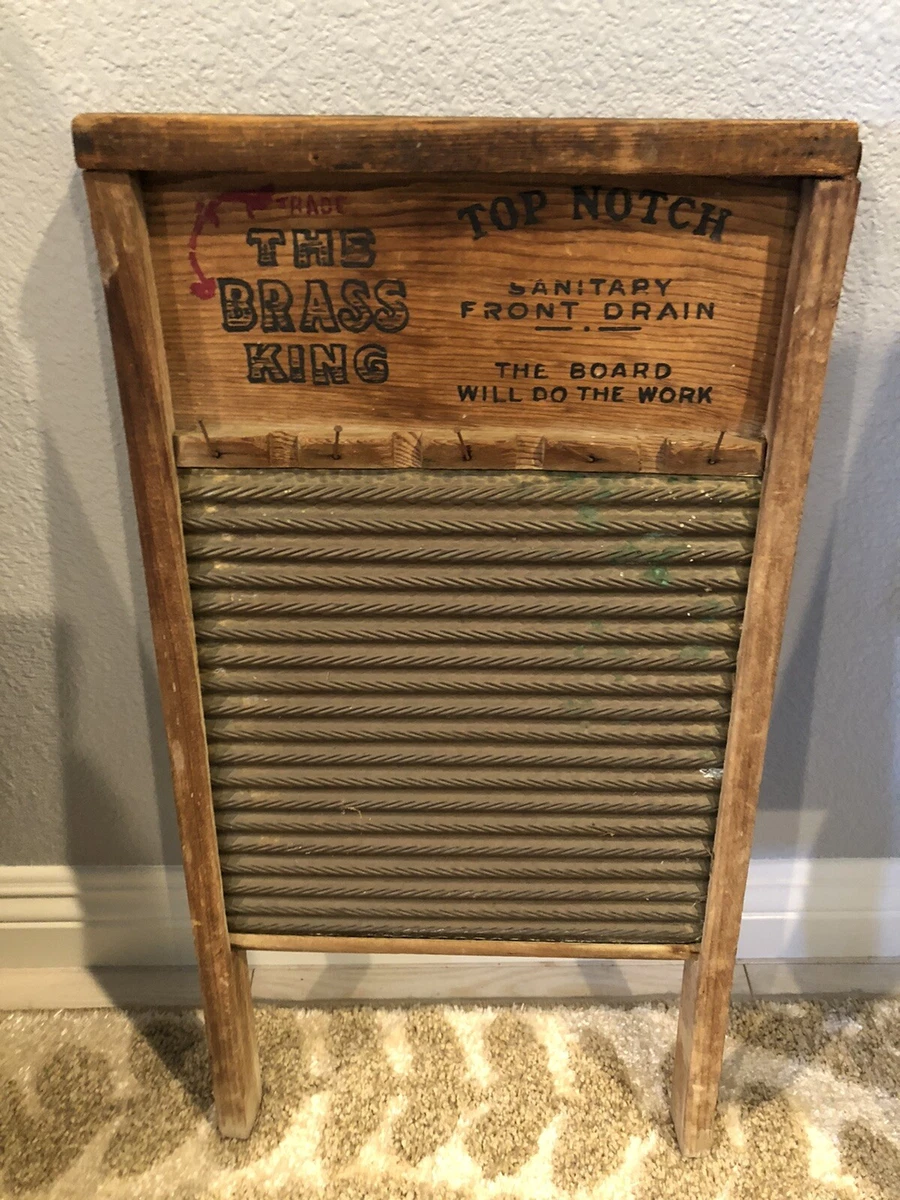 TRADE
THE
BRASS
KING
TOP NOTCH
SANITARY
FRONT DRAIN
THE BOARD
WILL DO THE WORK